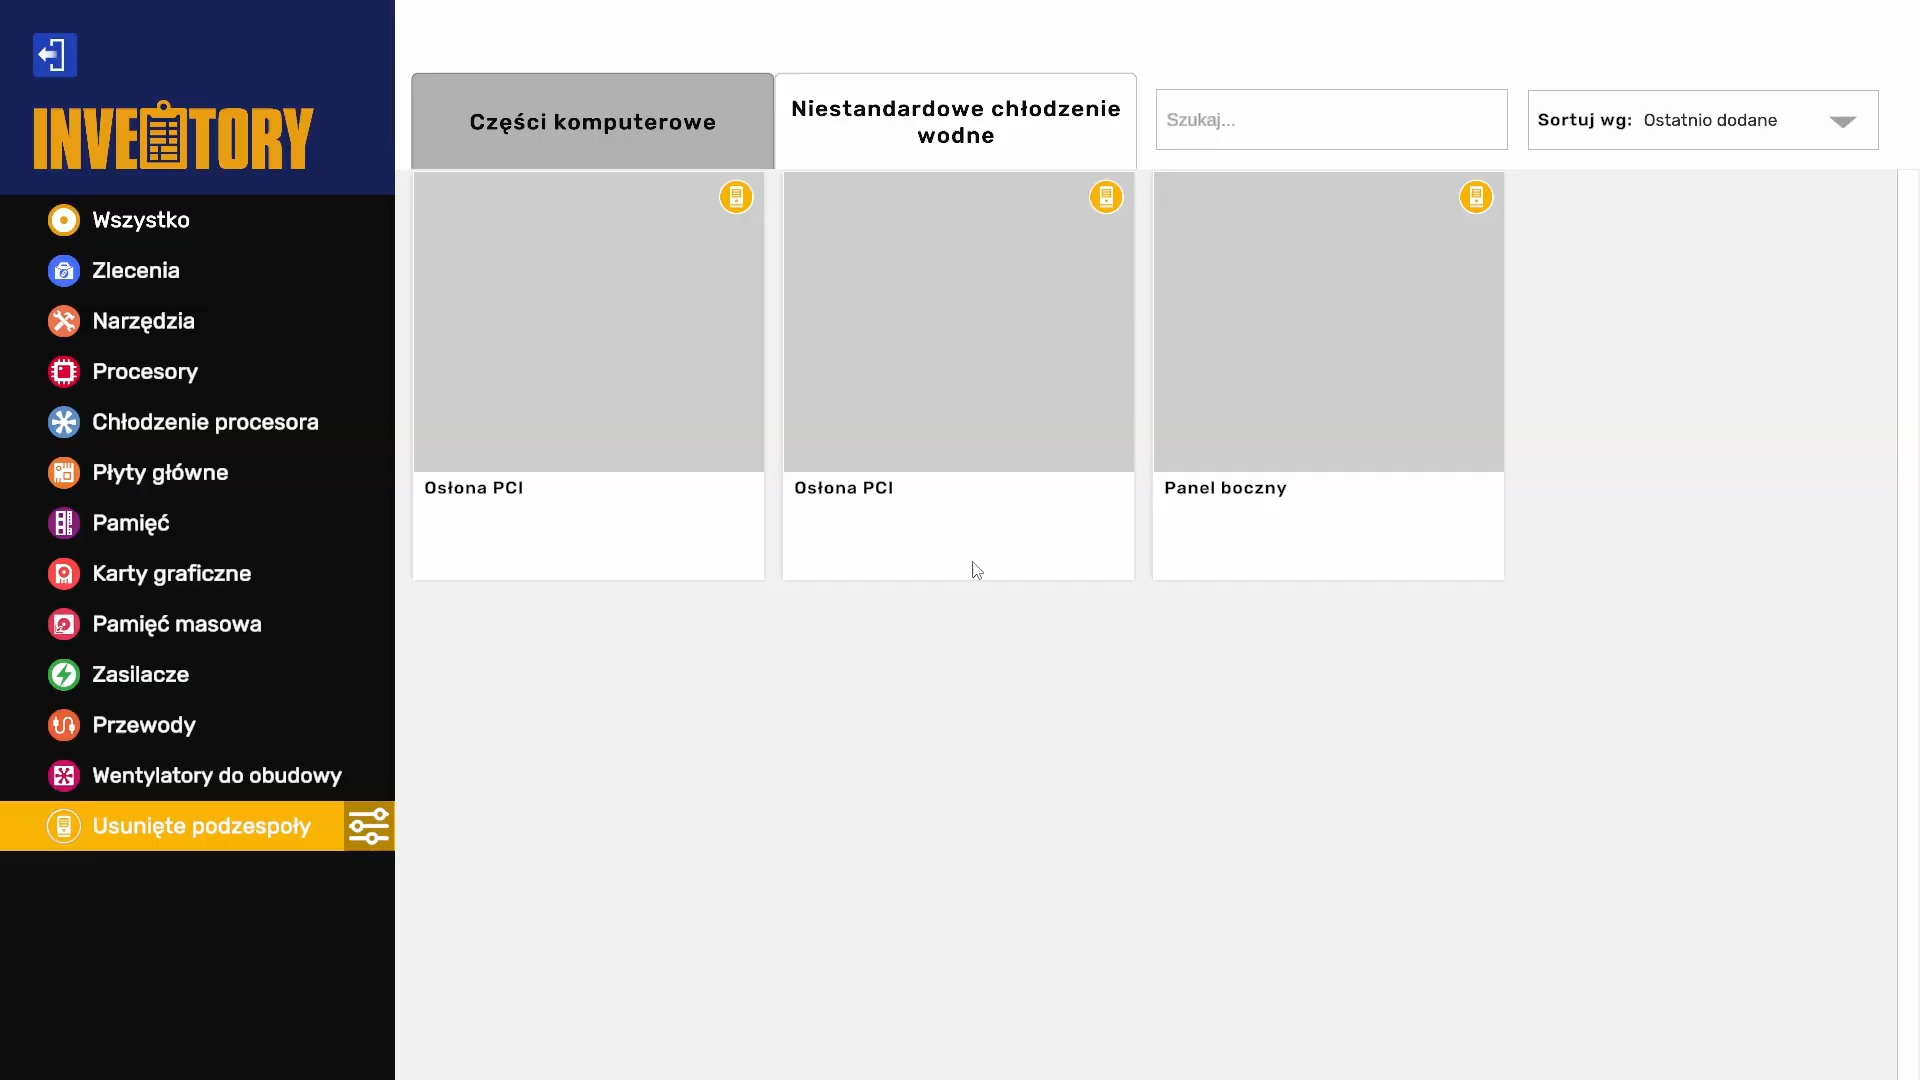 INVENTORY
Części komputerowe
Niestandardowe chłodzenie
wodne
Szukaj...
Sortuj wg: Ostatnio dodane
Wszystko
Zlecenia
Narzędzia
Procesory
Chłodzenie procesora
Płyty główne
Pamięć
Karty graficzne
Pamięć masowa
Zasilacze
Przewody
Wentylatory do obudowy
Usunięte podzespoły
Osłona PCI
Osłona PCI
Panel boczny